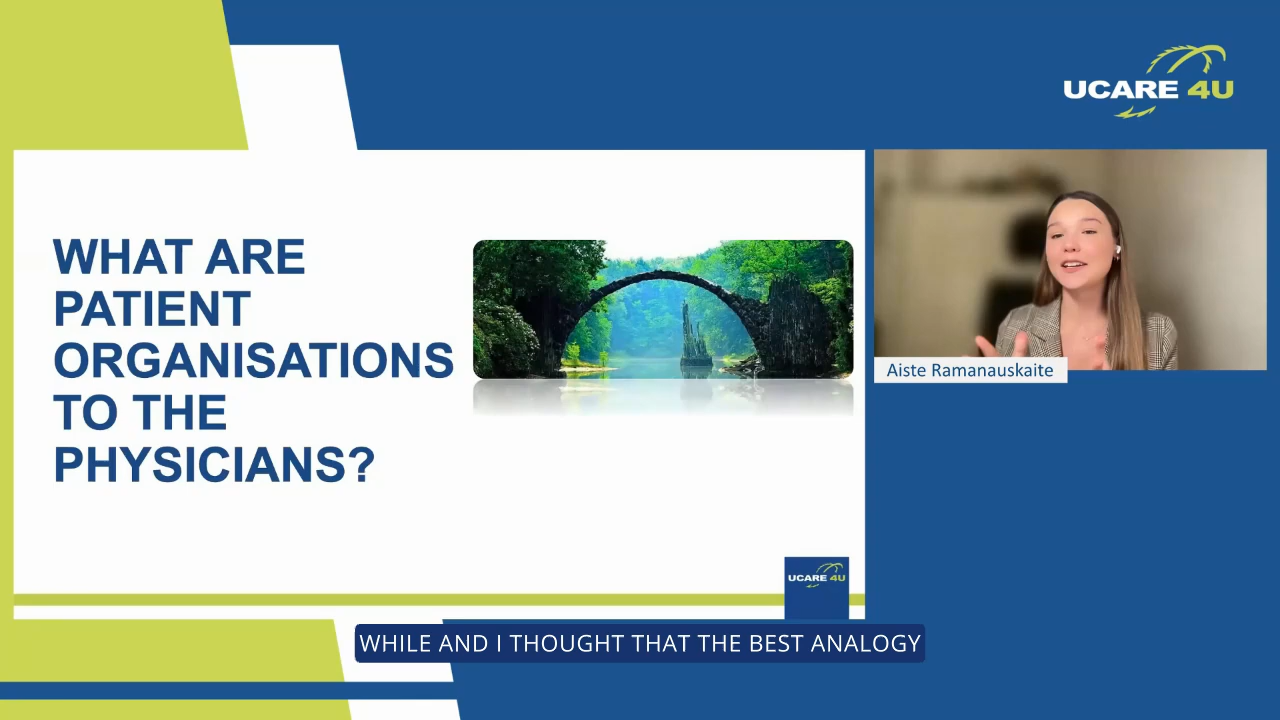 UCARE 4U
WHAT ARE
PATIENT
ORGANISATIONS
TO THE
PHYSICIANS?
Aiste Ramanauskaite
UCARE 4U
WHILE AND I THOUGHT THAT THE BEST ANALOGY